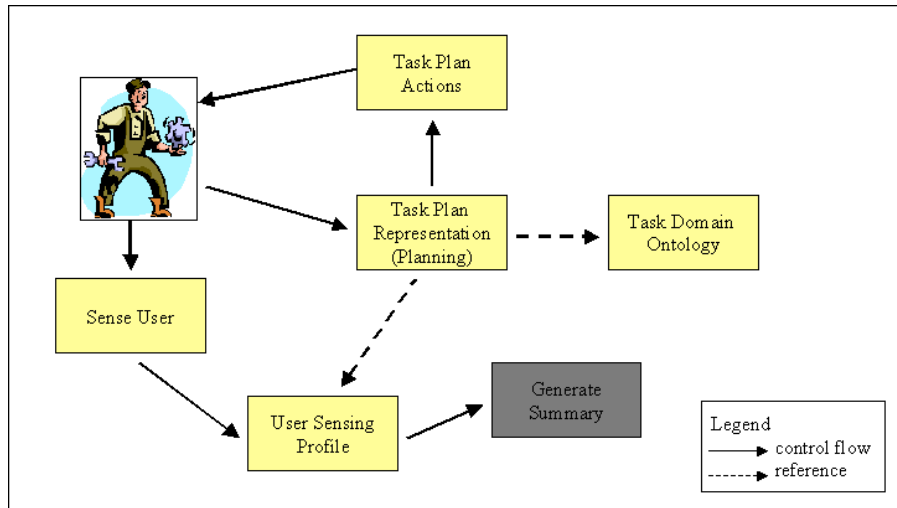 Task Plan
Actions
Task Plan
Representation
(Planning)
Task Domain
Ontology
Sense User
User Sensing
Profile
Generate
Summary
Legend
control flow
reference